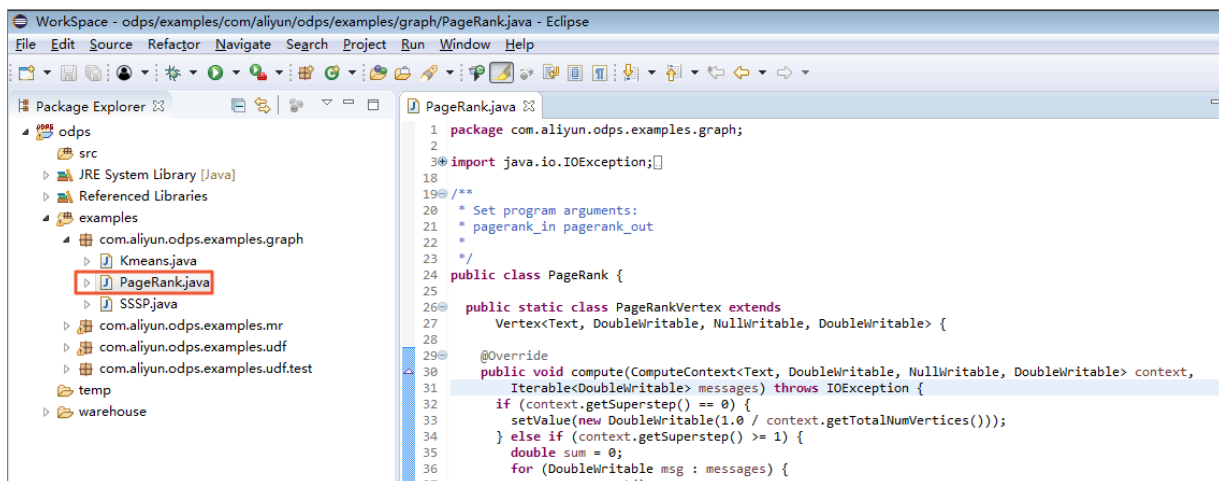 WorkSpace - odps/examples/com/aliyun/odps/examples/graph/PageRank.java - Eclipse
File Edit Source Refactor Navigate Search Project Run Window Help
Package Explorer
odps
src
JRE System Library [Java]
Referenced Libraries
examples
com.aliyun.odps.examples.graph
Kmeans.java
PageRank.java
SSSP.java
com.aliyun.odps.examples.mr
com.aliyun.odps.examples.udf
com.aliyun.odps.examples.udf.test
temp
warehouse
PageRank.java
1 package com.aliyun.odps.examples.graph;
2
3 import java.io.IOException;
18
19 /**
20 * Set program arguments:
21 * pagerank_in pagerank_out
22 *
23 */
24 public class PageRank {
25
26 public static class PageRankVertex extends
27 Vertex<Text, DoubleWritable, NullWritable, DoubleWritable> {
28
29 @Override
30 public void compute(ComputeContext<Text, DoubleWritable, NullWritable, DoubleWritable> context,
31 Iterable<DoubleWritable> messages) throws IOException {
32 if (context.getSuperstep() == 0) {
33 setValue(new DoubleWritable(1.0 / context.getTotalNumVertices()));
34 } else if (context.getSuperstep() >= 1) {
35 double sum = 0;
36 for (DoubleWritable msg : messages) {